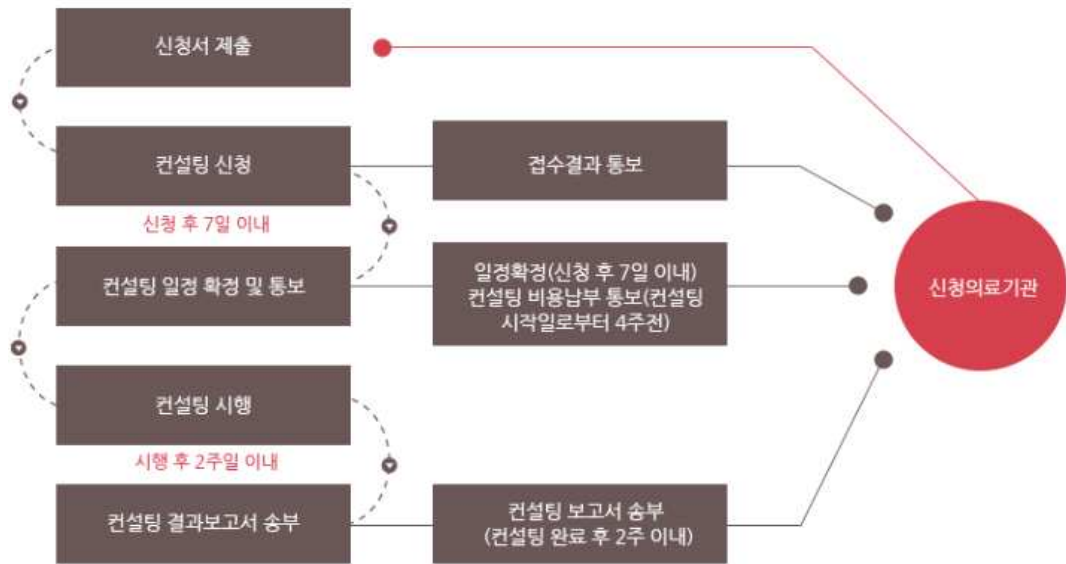 신청서 제출
컨설팅 신청
접수결과 통보
신청 후 7일 이내
컨설팅 일정 확정 및 통보
일정확정(신청 후 7일 이내)
컨설팅 비용납부 통보(컨설팅
시작일로부터 4주전)
신청의료기관
컨설팅 시행
시행 후 2주일 이내
컨설팅 결과보고서 송부
컨설팅 보고서 송부
(컨설팅 완료 후 2주 이내)